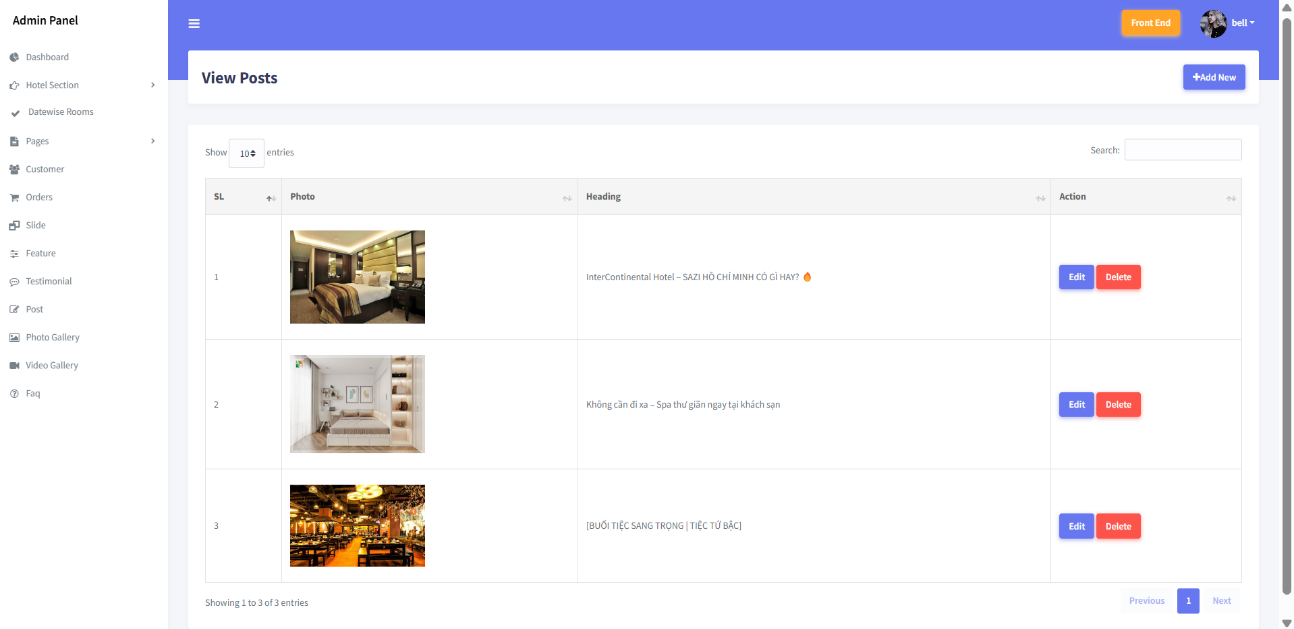 Admin Panel
Front End
bell
Dashboard
Hotel Section
Datewise Rooms
Pages
Customer
Orders
Slide
Feature
Testimonial
Post
Photo Gallery
Video Gallery
Faq
View Posts
+Add New
Show 10 entries
Search:
SL Photo Heading Action
1 InterContinental Hotel – SAZI HỒ CHÍ MINH CÓ GÌ HAY? 🔥 Edit Delete
2 Không cần đi xa – Spa thư giãn ngay tại khách sạn Edit Delete
3 [BUỔI TIỆC SANG TRỌNG | TIỆC TỨ BẬC] Edit Delete
Showing 1 to 3 of 3 entries
Previous 1 Next